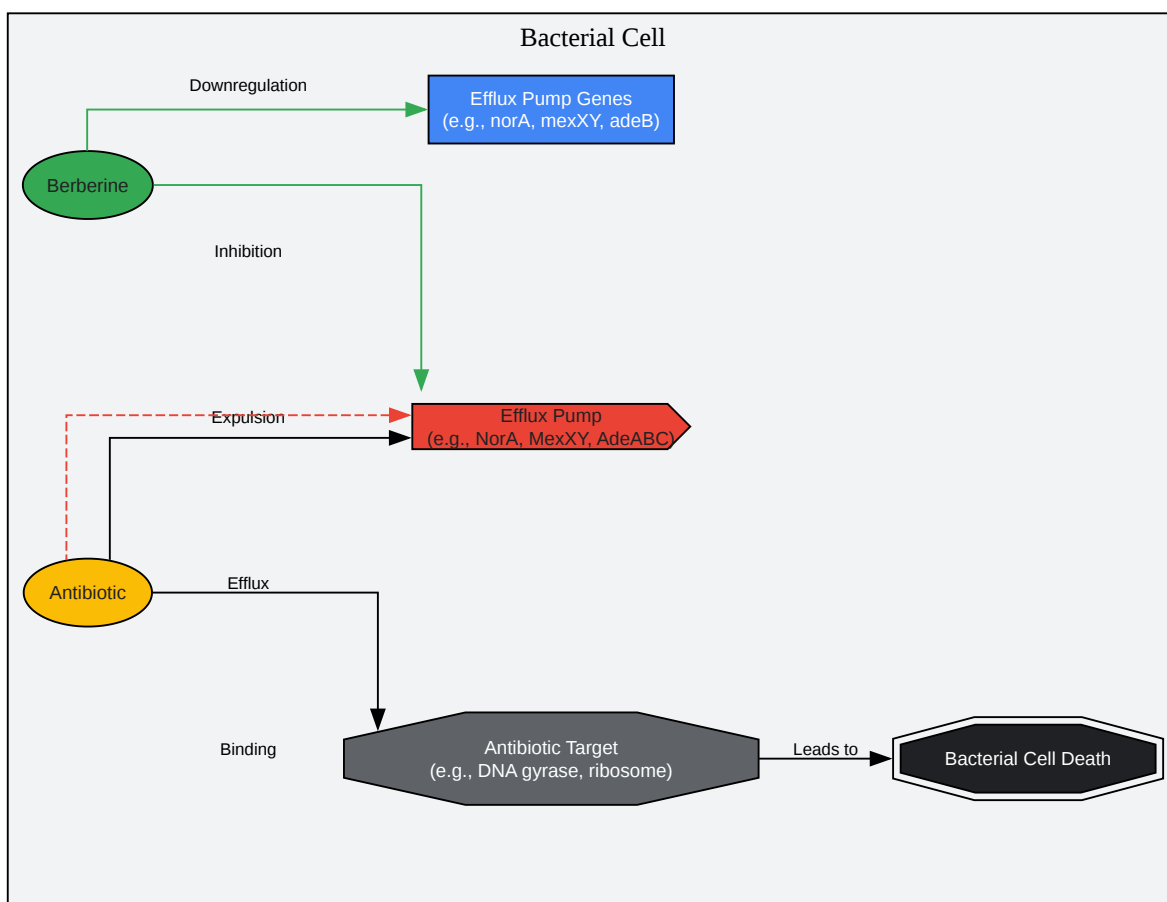 Bacterial Cell
Downregulation
Efflux Pump Genes
(e.g., norA, mexXY, adeB)
Berberine
Inhibition
Expulsion
Efflux Pump
(e.g., NorA, MexXY, AdeABC)
Antibiotic
Efflux
Binding
Antibiotic Target
(e.g., DNA gyrase, ribosome)
Leads to
Bacterial Cell Death